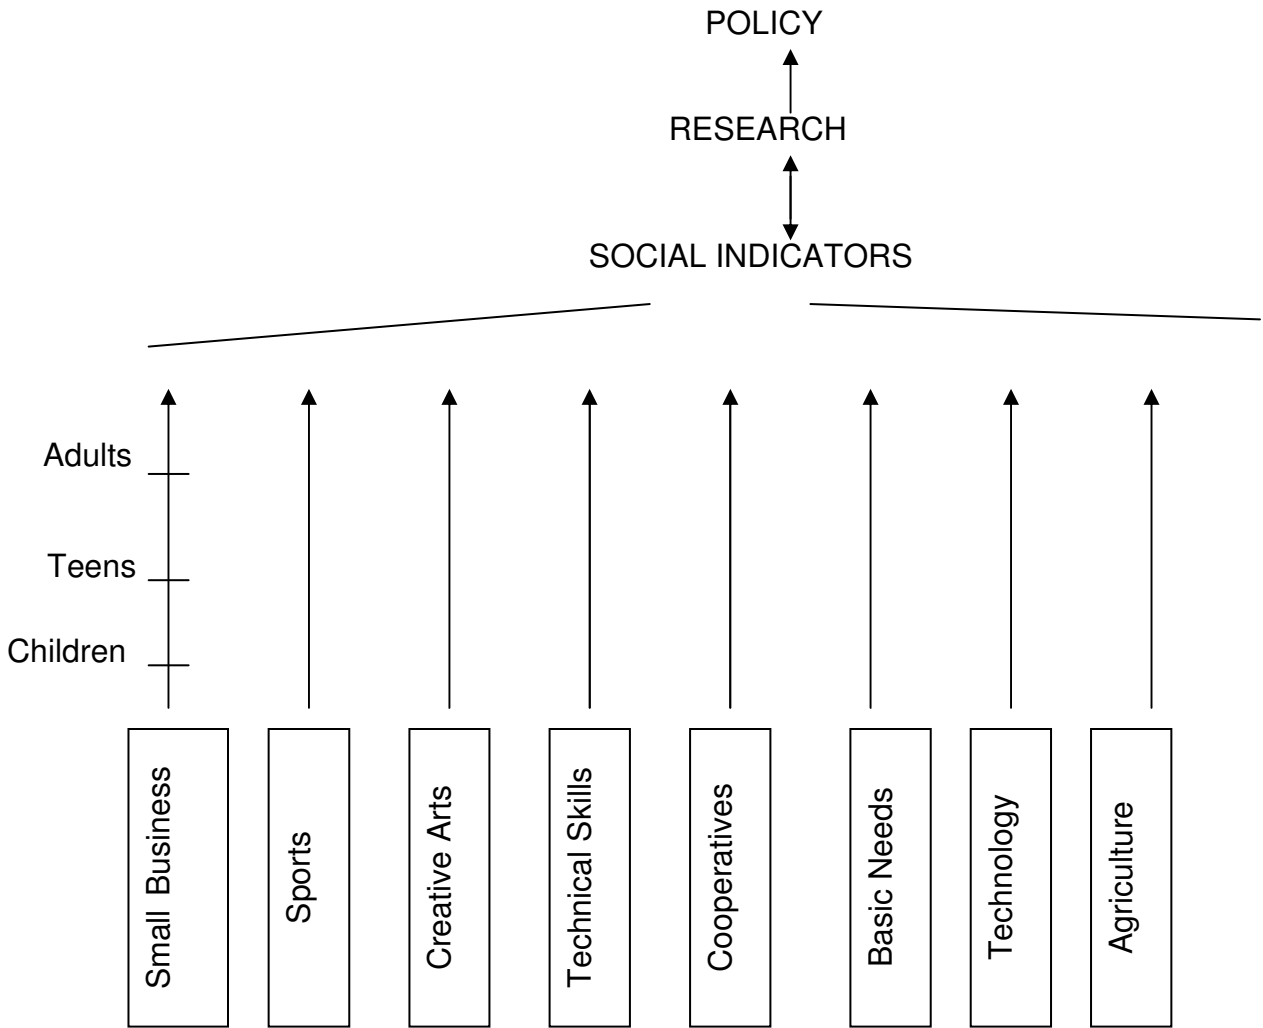 POLICY
RESEARCH
SOCIAL INDICATORS
Adults
Teens
Children
Small Business
Sports
Creative Arts
Technical Skills
Cooperatives
Basic Needs
Technology
Agriculture